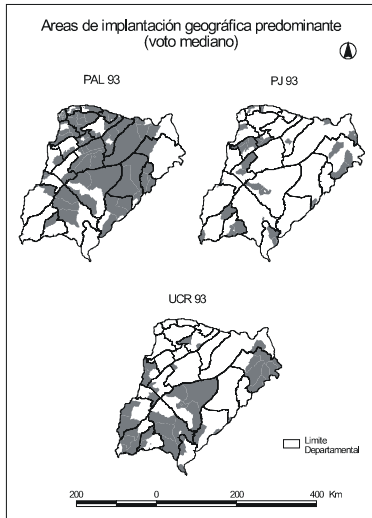 Areas de implantación geográfica predominante
(voto mediano)
PAL 93
PJ 93
UCR 93
Limite
Departamental
200 0 200 400 Km